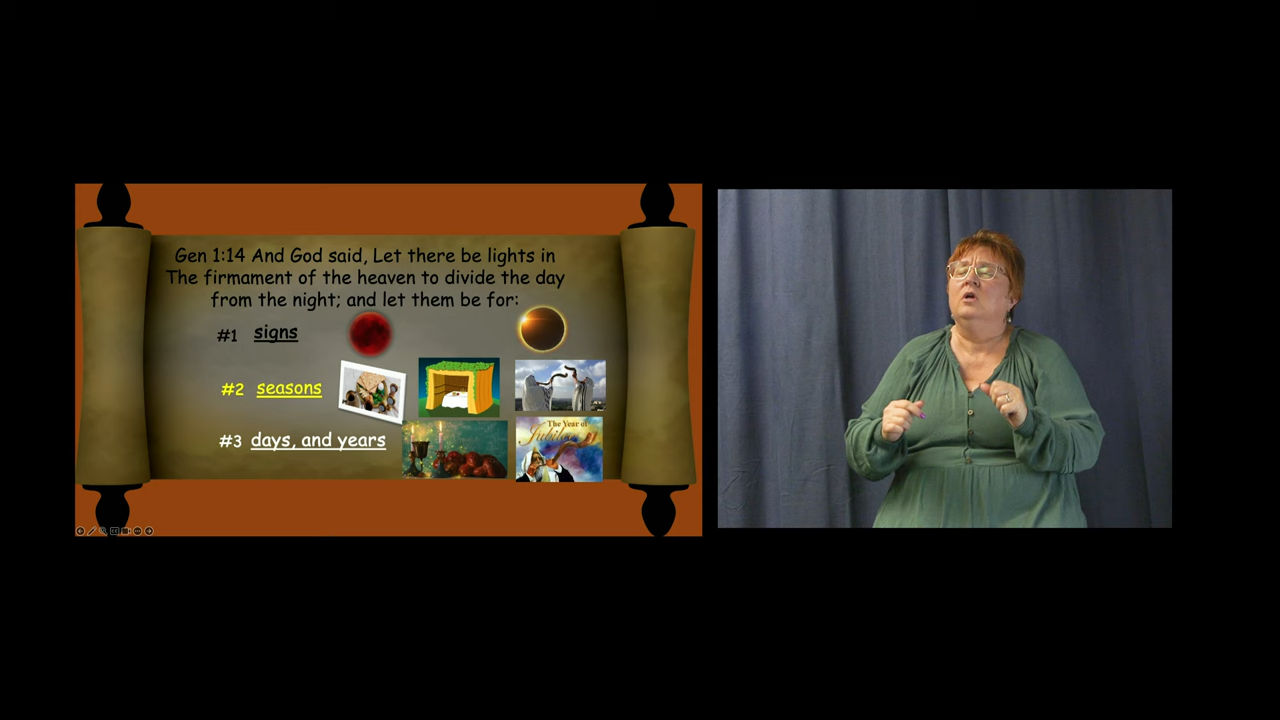 Gen 1:14 And God said, Let there be lights in
The firmament of the heaven to divide the day
from the night; and let them be for:
#1 signs
#2 seasons
#3 days, and years
The Year of
Jubilee